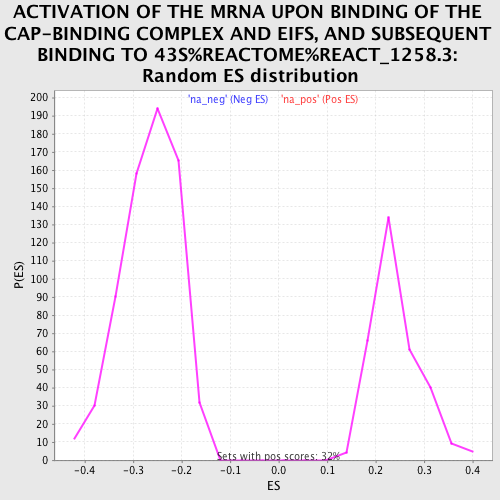 ACTIVATION OF THE MRNA UPON BINDING OF THE
CAP-BINDING COMPLEX AND EIFS, AND SUBSEQUENT
BINDING TO 43S%REACTOME%REACT_1258.3:
Random ES distribution
'na_neg' (Neg ES) 'na_pos' (Pos ES)
200
190
180
170
160
150
140
130
120
110
100
90
80
70
60
50
40
30
20
10
0
P(ES)
Sets with pos scores: 32%
-0.4 -0.3 -0.2 -0.1 0.0 0.1 0.2 0.3 0.4
ES